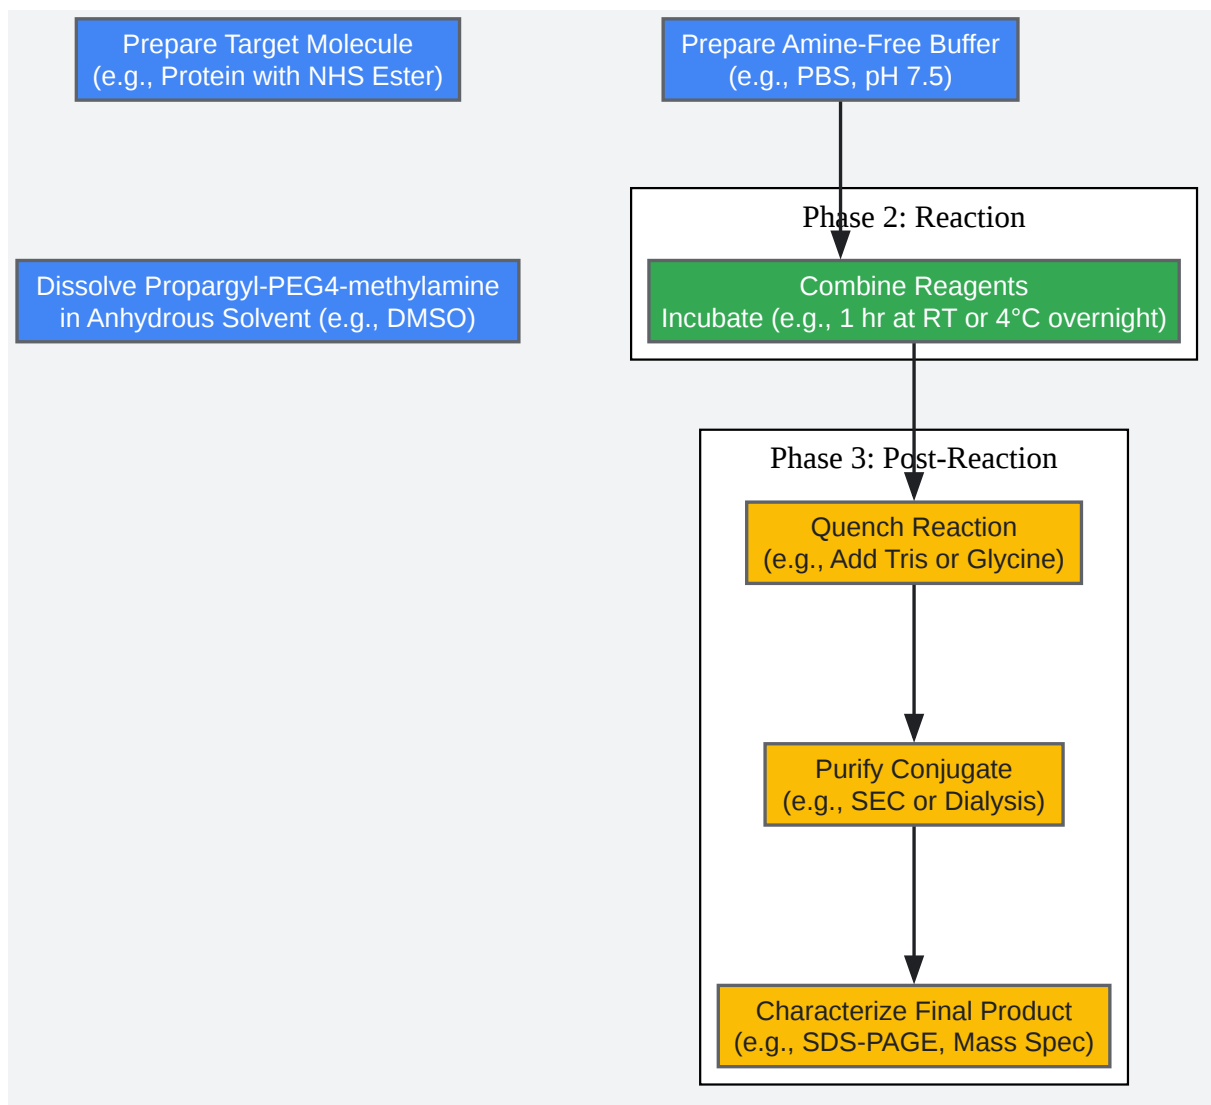 Prepare Target Molecule
(e.g., Protein with NHS Ester)
Prepare Amine-Free Buffer
(e.g., PBS, pH 7.5)
Phase 2: Reaction
Dissolve Propargyl-PEG4-methylamine
in Anhydrous Solvent (e.g., DMSO)
Combine Reagents
Incubate (e.g., 1 hr at RT or 4°C overnight)
Phase 3: Post-Reaction
Quench Reaction
(e.g., Add Tris or Glycine)
Purify Conjugate
(e.g., SEC or Dialysis)
Characterize Final Product
(e.g., SDS-PAGE, Mass Spec)